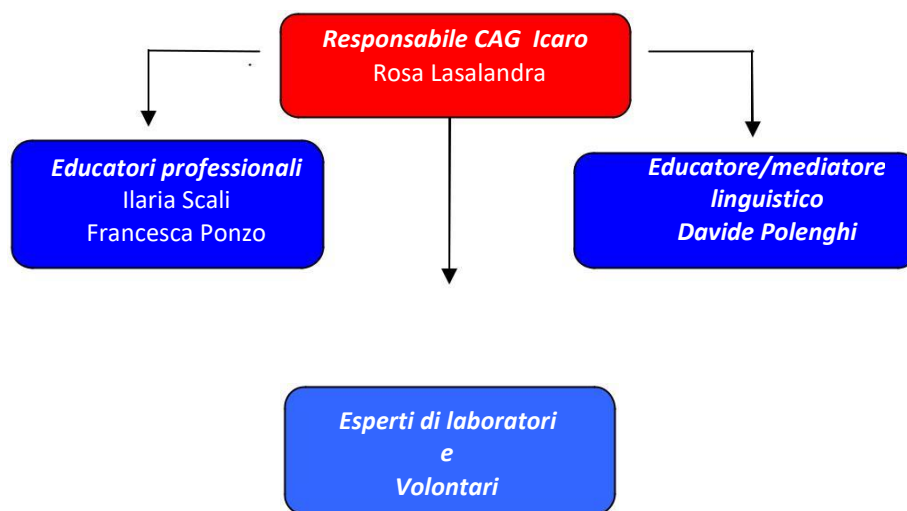 Responsabile CAG Icaro
Rosa Lasalandra
Educatori professionali
Ilaria Scali
Francesca Ponzo
Educatore/mediatore
linguistico
Davide Polenghi
Esperti di laboratori
e
Volontari